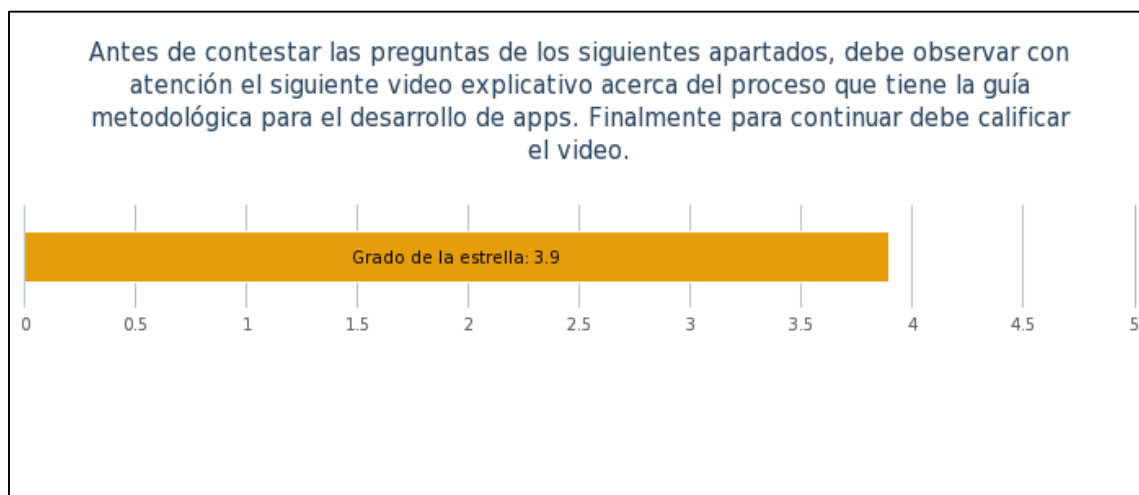 Antes de contestar las preguntas de los siguientes apartados, debe observar con
atención el siguiente video explicativo acerca del proceso que tiene la guía
metodológica para el desarrollo de apps. Finalmente para continuar debe calificar
el video.
Grado de la estrella: 3.9
0 0.5 1 1.5 2 2.5 3 3.5 4 4.5 5